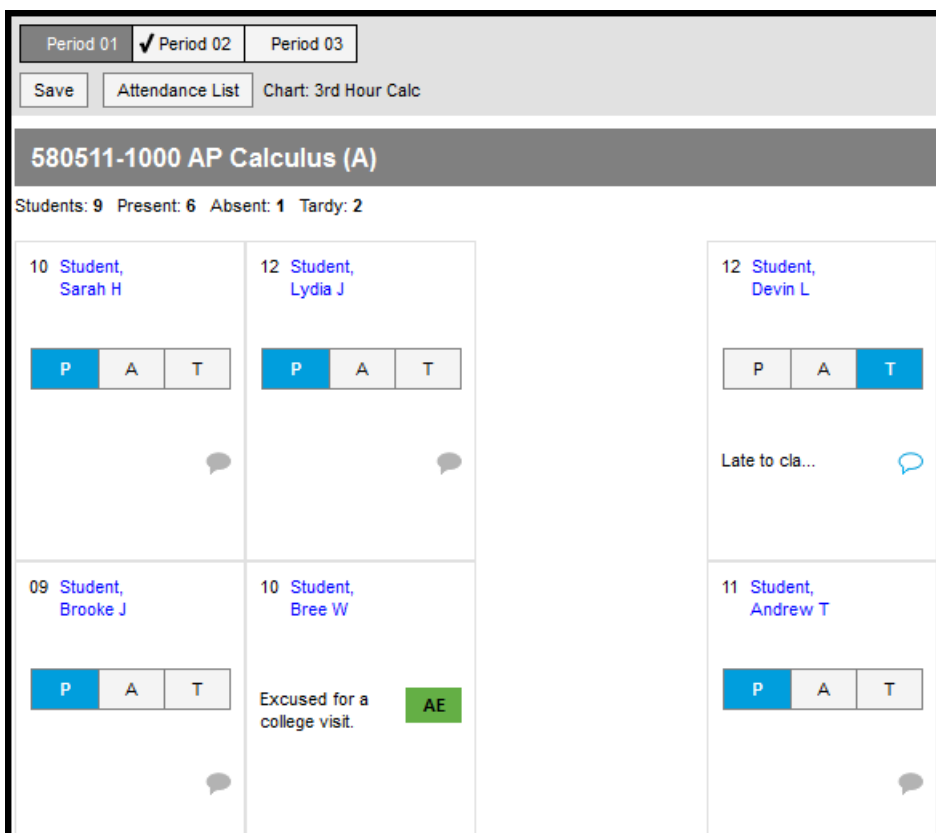 Period 01 ✔ Period 02 Period 03
Save Attendance List Chart: 3rd Hour Calc
580511-1000 AP Calculus (A)
Students: 9 Present: 6 Absent: 1 Tardy: 2
10 Student,
Sarah H
P A T
12 Student,
Lydia J
P A T
12 Student,
Devin L
P A T
Late to cla...
09 Student,
Brooke J
P A T
10 Student,
Bree W
Excused for a
college visit.
AE
11 Student,
Andrew T
P A T